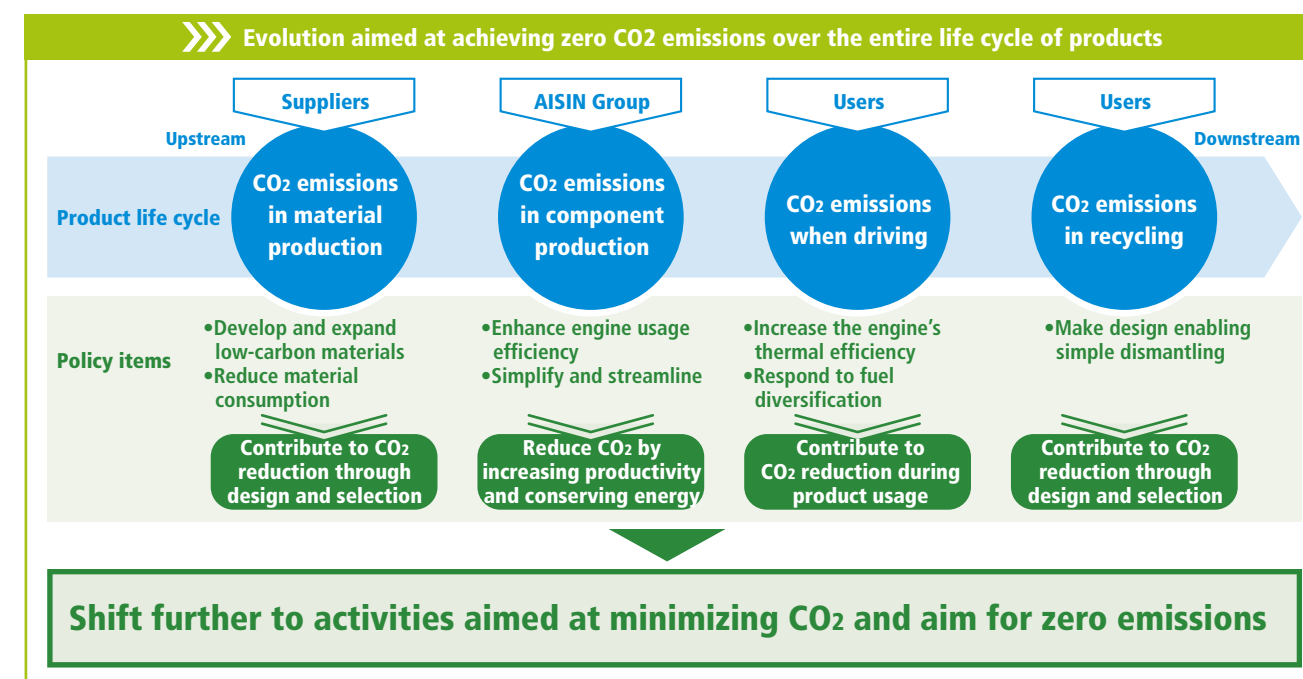 Evolution aimed at achieving zero CO2 emissions over the entire life cycle of products
Suppliers
AISIN Group
Users
Users
Upstream
Downstream
Product life cycle
CO2 emissions
in material
production
CO2 emissions
in component
production
CO2 emissions
when driving
CO2 emissions
in recycling
Policy items
•Develop and expand
low-carbon materials
•Reduce material
consumption
•Enhance engine usage
efficiency
•Simplify and streamline
•Increase the engine's
thermal efficiency
•Respond to fuel
diversification
•Make design enabling
simple dismantling
Contribute to CO2
reduction through
design and selection
Reduce CO2 by
increasing productivity
and conserving energy
Contribute to
CO2 reduction during
product usage
Contribute to CO2
reduction through
design and selection
Shift further to activities aimed at minimizing CO2 and aim for zero emissions